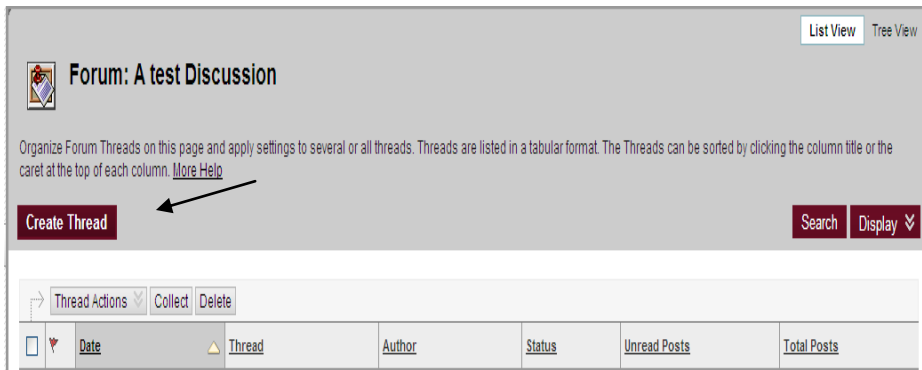 List View Tree View
Forum: A test Discussion
Organize Forum Threads on this page and apply settings to several or all threads. Threads are listed in a tabular format. The Threads can be sorted by clicking the column title or the
caret at the top of each column. More Help
Create Thread Search Display
Thread Actions Collect Delete
Date Thread Author Status Unread Posts Total Posts